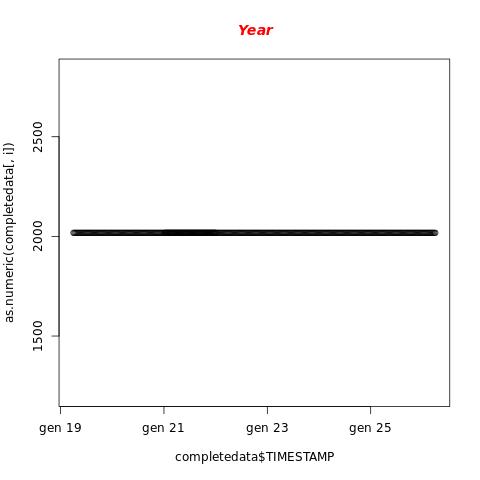 Year
as.numeric(completedata[, i])
2500
2000
1500
gen 19 gen 21 gen 23 gen 25
completedata$TIMESTAMP